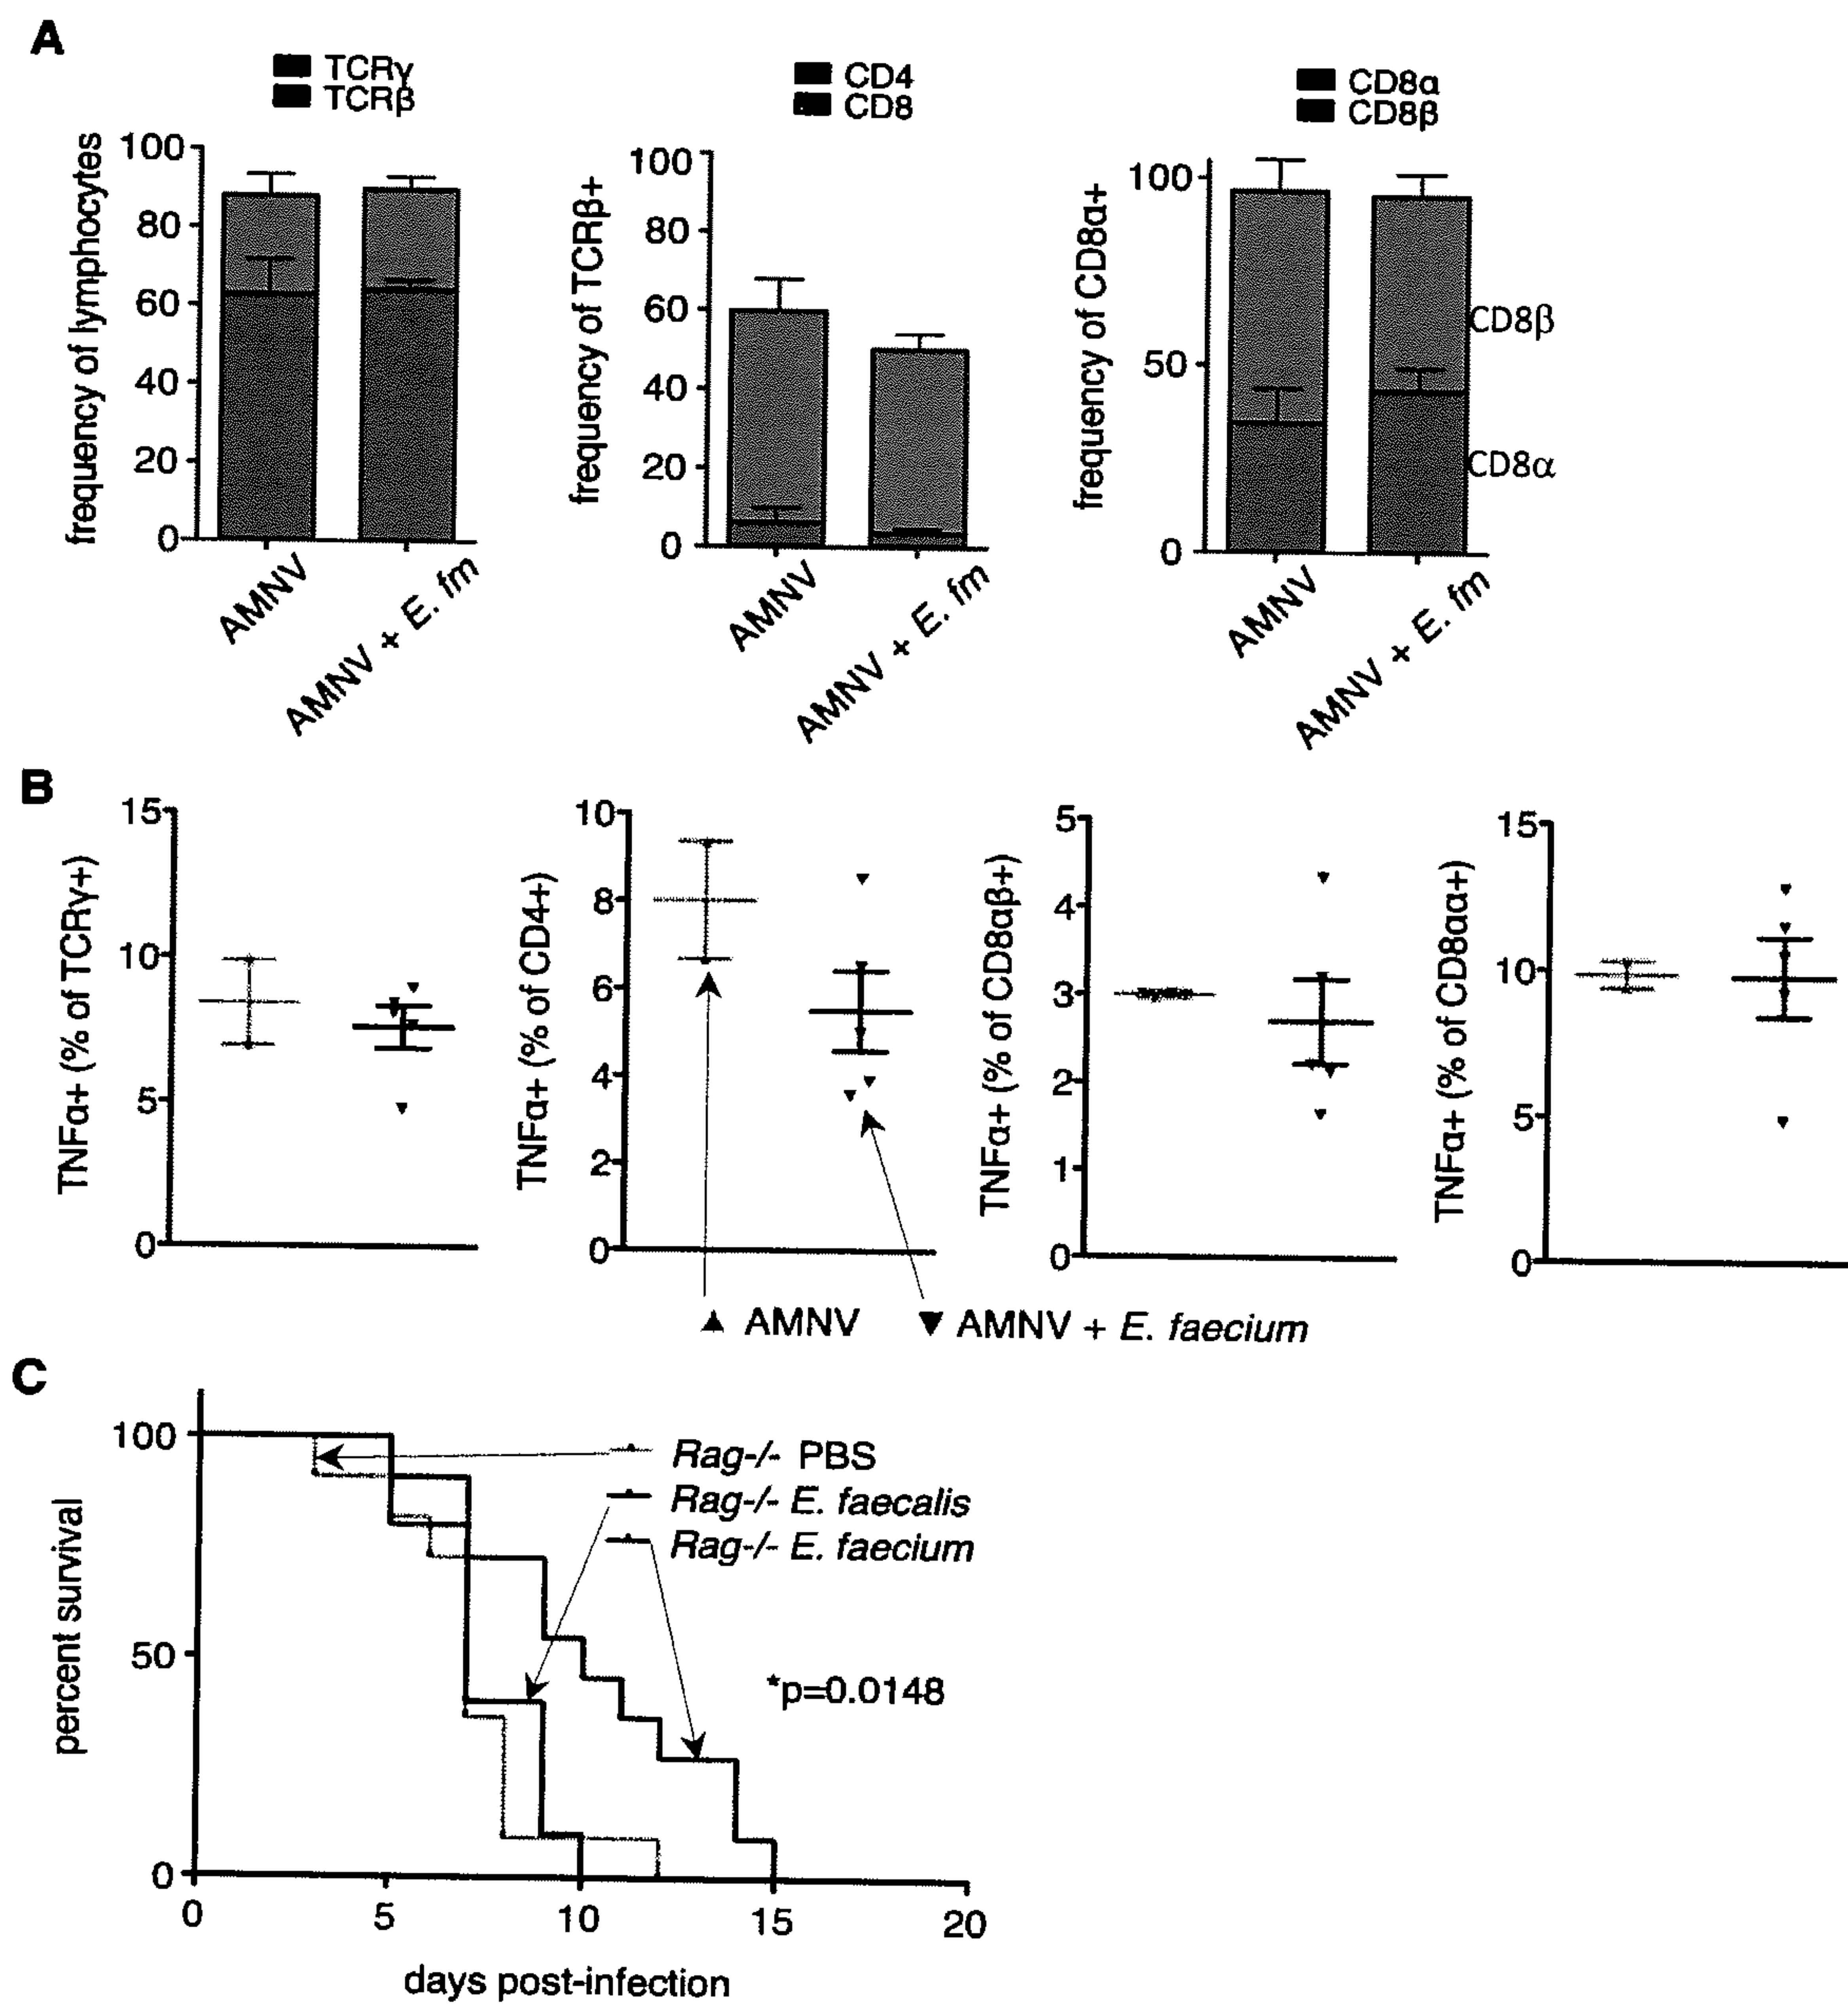 A
TCRγ
TCRβ
frequency of lymphocytes
100
80
60
40
20
0
AMNV
AMNV + E. fm
CD4
CD8
frequency of TCRβ+
100
80
60
40
20
0
AMNV
AMNV + E. fm
CD8α
CD8β
frequency of CD8α+
100
50
0
CD8β
CD8α
AMNV
AMNV + E. fm
B
TNFα+ (% of TCRγ+)
15
10
5
0
TNFα+ (% of CD4+)
10
8
6
4
2
0
TNFα+ (% of CD8αβ+)
5
4
3
2
1
0
TNFα+ (% of CD8αα+)
15
10
5
0
AMNV
AMNV + E. faecium
C
percent survival
100
50
0
Rag-/- PBS
Rag-/- E. faecalis
Rag-/- E. faecium
*p=0.0148
0 5 10 15 20
days post-infection